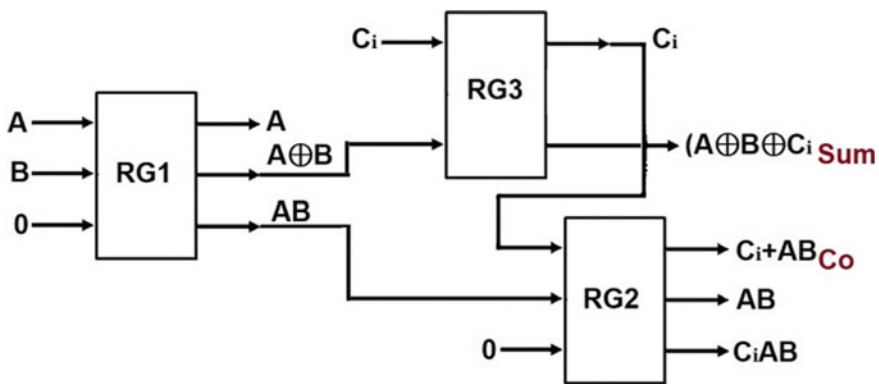 Ci
RG3
Ci
A
B
0
RG1
A
A⊕B
AB
(A⊕B⊕Ci Sum
RG2
0
Ci+AB Co
AB
CiAB